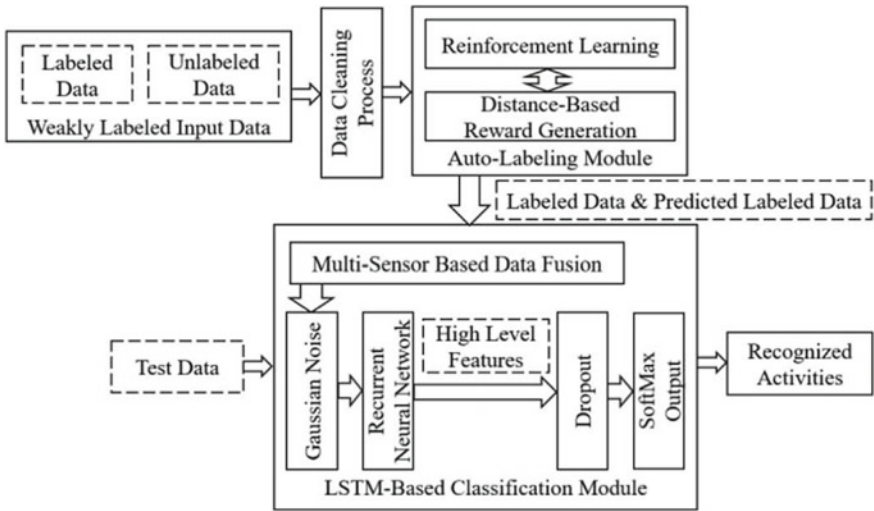 Labeled
Data
Unlabeled
Data
Weakly Labeled Input Data
Data Cleaning
Process
Reinforcement Learning
Distance-Based
Reward Generation
Auto-Labeling Module
Labeled Data & Predicted Labeled Data
Multi-Sensor Based Data Fusion
Test Data
Gaussian Noise
Recurrent
Neural Network
High Level
Features
Dropout
SoftMax
Output
Recognized
Activities
LSTM-Based Classification Module